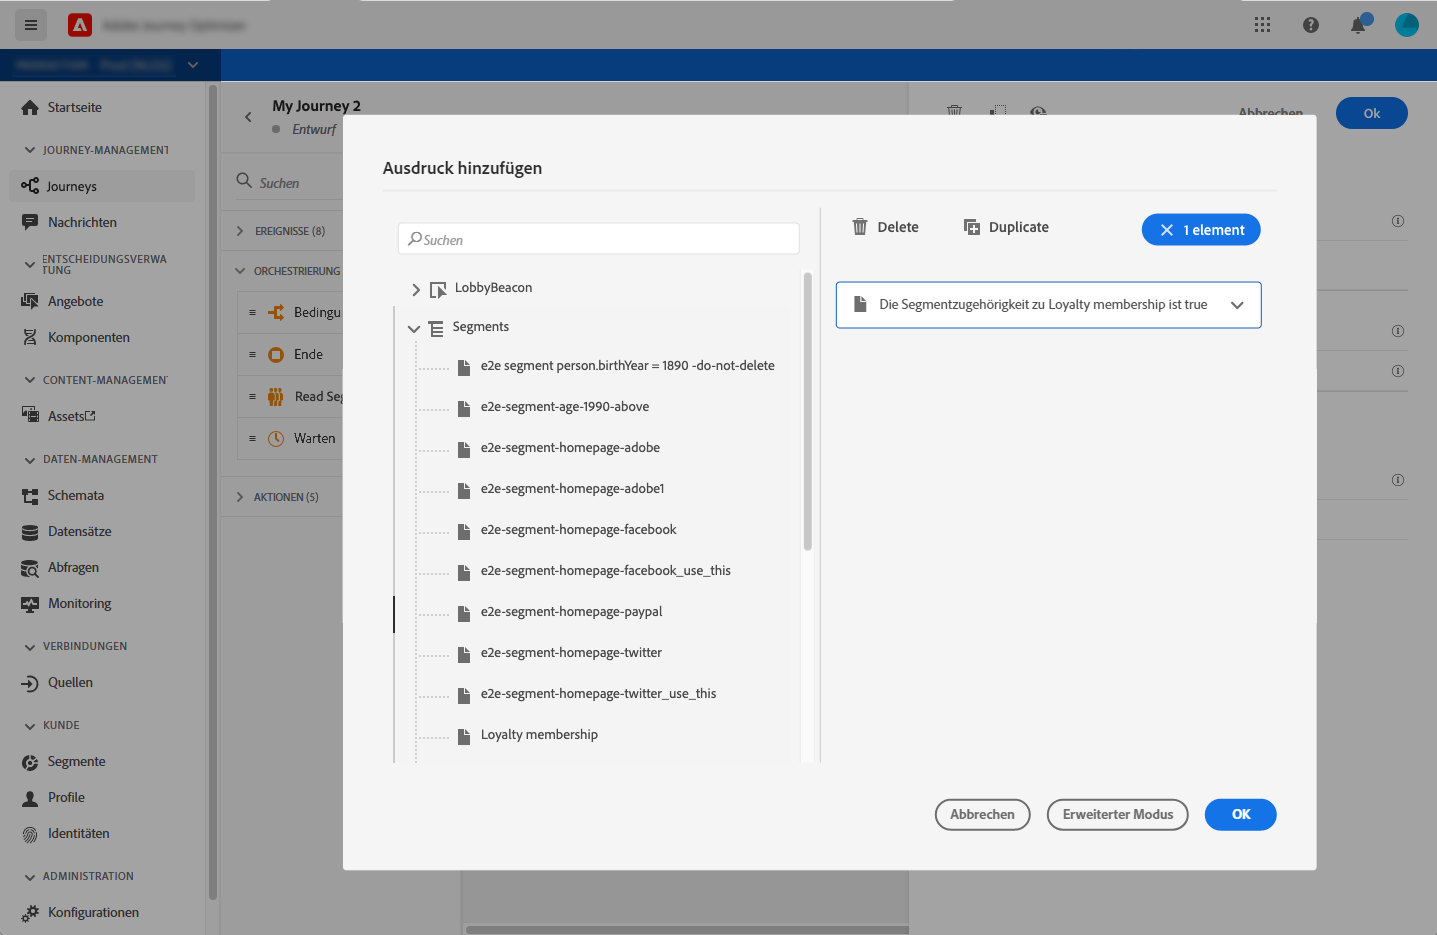 Startseite
JOURNEY-MANAGEMENT
Journeys
Nachrichten
ENTSCHEIDUNGSVERWA
TUNG
Angebote
Komponenten
CONTENT-MANAGEMEN
Assets
DATEN-MANAGEMENT
Schemata
Datensätze
Abfragen
Monitoring
VERBINDUNGEN
Quellen
KUNDE
Segmente
Profile
Identitäten
ADMINISTRATION
Konfigurationen
My Journey 2
Entwurf
Suchen
EREIGNISSE (8)
ORCHESTRIERUNG
Bedingu
Ende
Read Seg
Warten
AKTIONEN (5)
Abbrechen
Ok
Ausdruck hinzufügen
Suchen
LobbyBeacon
Segments
e2e segment person.birthYear = 1890 -do-not-delete
e2e-segment-age-1990-above
e2e-segment-homepage-adobe
e2e-segment-homepage-adobe1
e2e-segment-homepage-facebook
e2e-segment-homepage-facebook_use_this
e2e-segment-homepage-paypal
e2e-segment-homepage-twitter
e2e-segment-homepage-twitter_use_this
Loyalty membership
Delete
Duplicate
1 element
Die Segmentzugehörigkeit zu Loyalty membership ist true
Abbrechen
Erweiterter Modus
OK